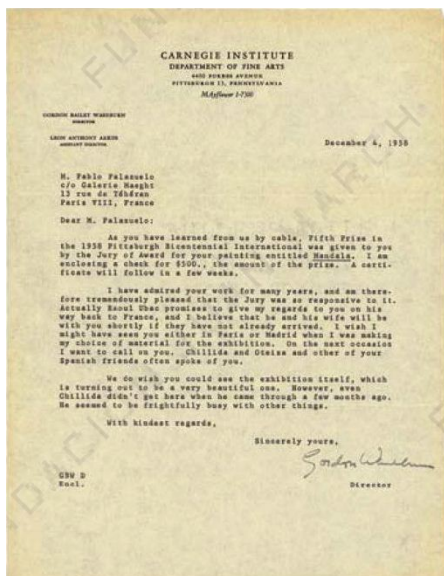 CARNEGIE INSTITUTE
DEPARTMENT OF FINE ARTS
4400 FORBES AVENUE
PITTSBURGH 13, PENNSYLVANIA
MAyflower 1-7300
GORDON BAILEY WASHBURN
DIRECTOR
LEON ANTHONY ARKUS
ASSISTANT DIRECTOR
December 4, 1958
M. Pablo Palazuelo
c/o Galerie Maeght
13 rue de Téhéran
Paris VIII, France
Dear M. Palazuelo:
As you have learned from us by cable, Fifth Prize in
the 1958 Pittsburgh Bicentennial International was given to you
by the Jury of Award for your painting entitled Mandala. I am
enclosing a check for $500., the amount of the prize. A certi-
ficate will follow in a few weeks.
I have admired your work for many years, and am there-
fore tremendously pleased that the Jury was so responsive to it.
Actually Raoul Ubac promises to give my regards to you on his
way back to France, and I believe that he and his wife will be
with you shortly if they have not already arrived. I wish I
might have seen you either in Paris or Madrid when I was making
my choice of material for the exhibition. On the next occasion
I want to call on you. Chillida and Oteiza and other of your
Spanish friends often spoke of you.
We do wish you could see the exhibition itself, which
is turning out to be a very beautiful one. However, even
Chillida didn't get here when he came through a few months ago.
He seemed to be frightfully busy with other things.
With kindest regards,
Sincerely yours,
Gordon Washburn
GBW D
Encl.
Director